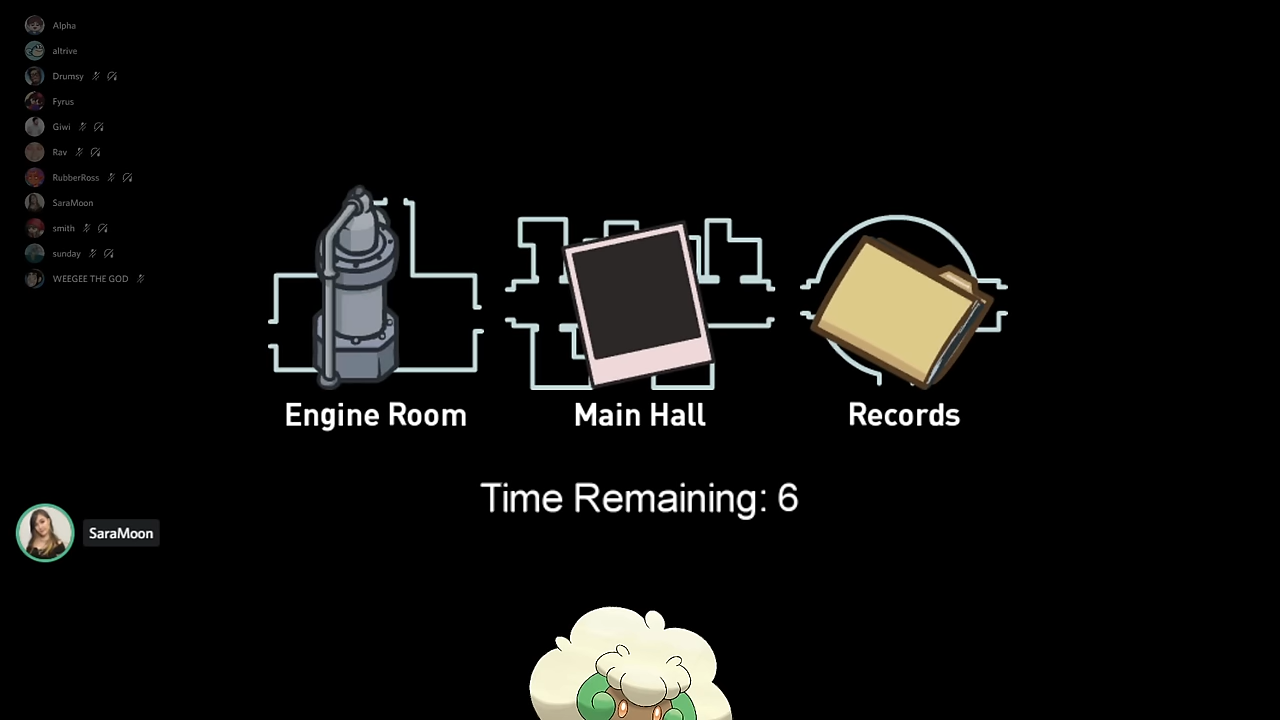 Alpha
altrive
Drumsy
Fyrus
Giwi
Rav
RubberRoss
SaraMoon
smith
sunday
WEEGEE THE GOD
Engine Room
Main Hall
Records
Time Remaining: 6
SaraMoon